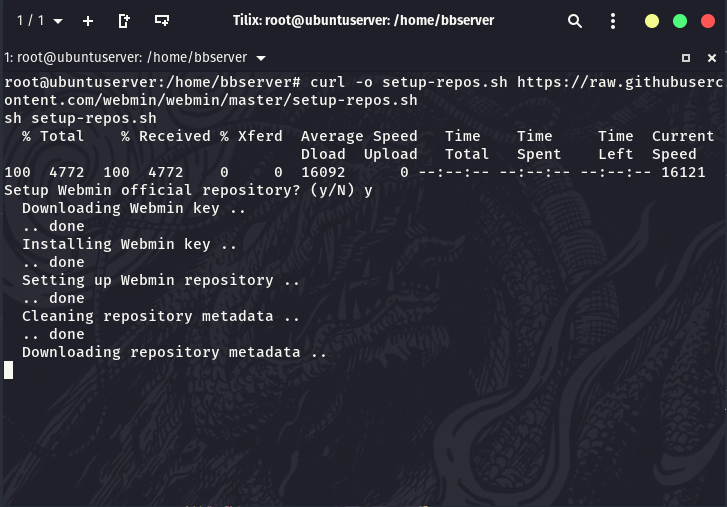 1 / 1 Tilix: root@ubuntuserver: /home/bbserver
1: root@ubuntuserver: /home/bbserver
root@ubuntuserver:/home/bbserver# curl -o setup-repos.sh https://raw.githubuserc
ontent.com/webmin/webmin/master/setup-repos.sh
sh setup-repos.sh
  % Total    % Received % Xferd  Average Speed   Time    Time     Time  Current
                                 Dload  Upload   Total   Spent    Left  Speed
100  4772  100  4772    0     0  16092      0 --:--:-- --:--:-- --:--:-- 16121
Setup Webmin official repository? (y/N) y
  Downloading Webmin key ..
  .. done
  Installing Webmin key ..
  .. done
  Setting up Webmin repository ..
  .. done
  Cleaning repository metadata ..
  .. done
  Downloading repository metadata ..